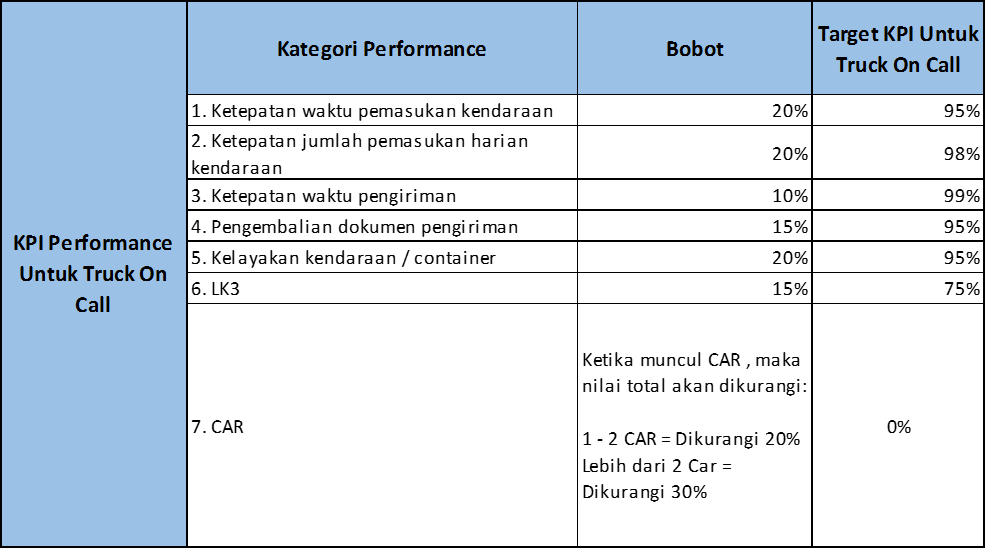 Kategori Performance
Bobot
Target KPI Untuk
Truck On Call
KPI Performance
Untuk Truck On
Call
1. Ketepatan waktu pemasukan kendaraan
20%
95%
2. Ketepatan jumlah pemasukan harian
kendaraan
20%
98%
3. Ketepatan waktu pengiriman
10%
99%
4. Pengembalian dokumen pengiriman
15%
95%
5. Kelayakan kendaraan / container
20%
95%
6. LK3
15%
75%
7. CAR
Ketika muncul CAR , maka
nilai total akan dikurangi:
1 - 2 CAR = Dikurangi 20%
Lebih dari 2 Car =
Dikurangi 30%
0%